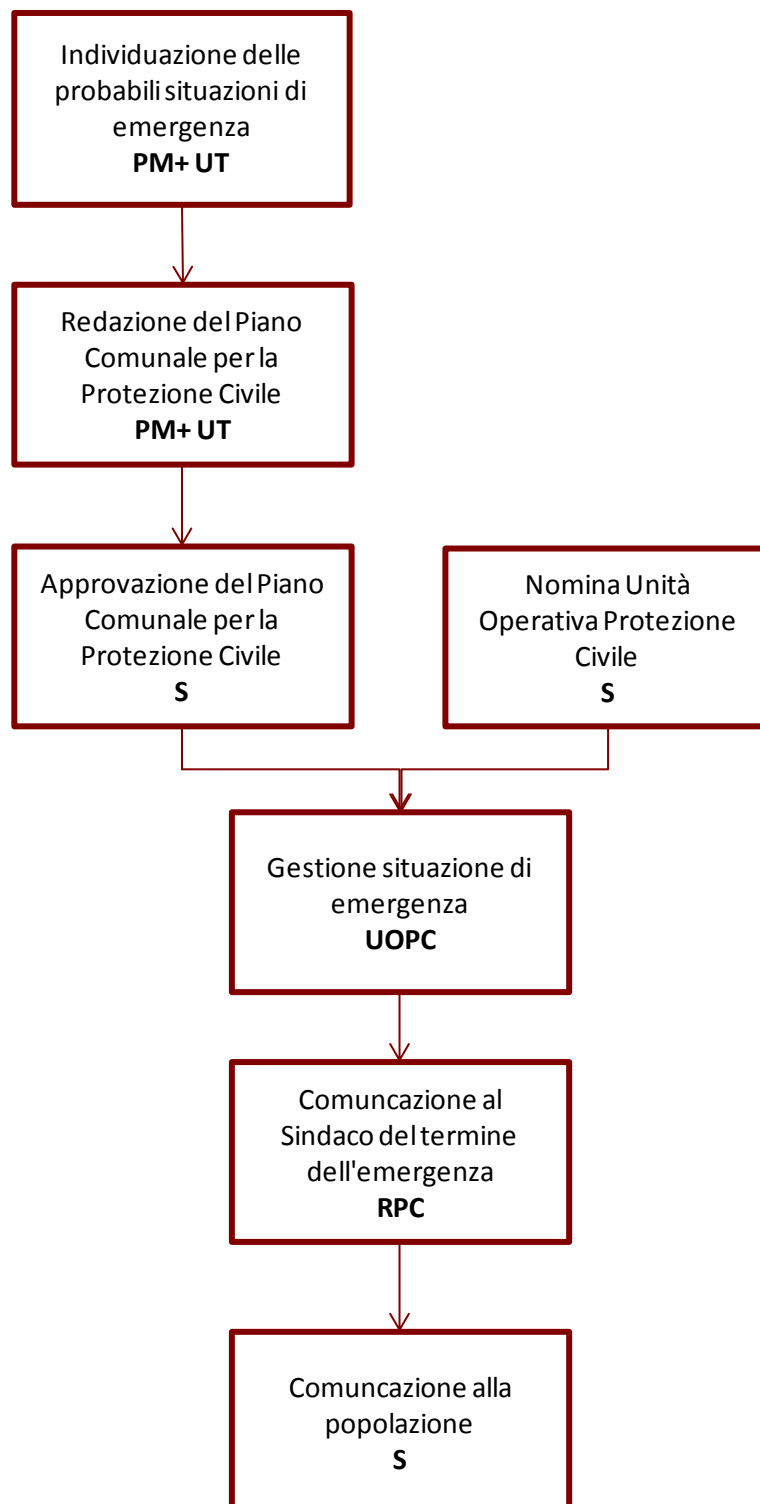 Individuazione delle
probabili situazioni di
emergenza
PM+ UT
Redazione del Piano
Comunale per la
Protezione Civile
PM+ UT
Approvazione del Piano
Comunale per la
Protezione Civile
S
Nomina Unità
Operativa Protezione
Civile
S
Gestione situazione di
emergenza
UOPC
Comuncazione al
Sindaco del termine
dell'emergenza
RPC
Comuncazione alla
popolazione
S